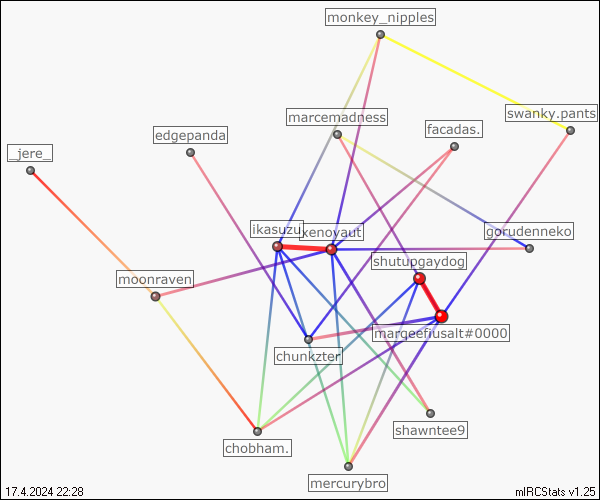 monkey_nipples
marcemadness
facadas.
swanky.pants
edgepanda
_jere_
ikasuzu
xenoyaut
gorudenneko
shutupgaydog
moonraven
marqeefiusalt#0000
chunkzter
shawntee9
chobham.
mercurybro
17.4.2024 22:28
mIRCStats v1.25